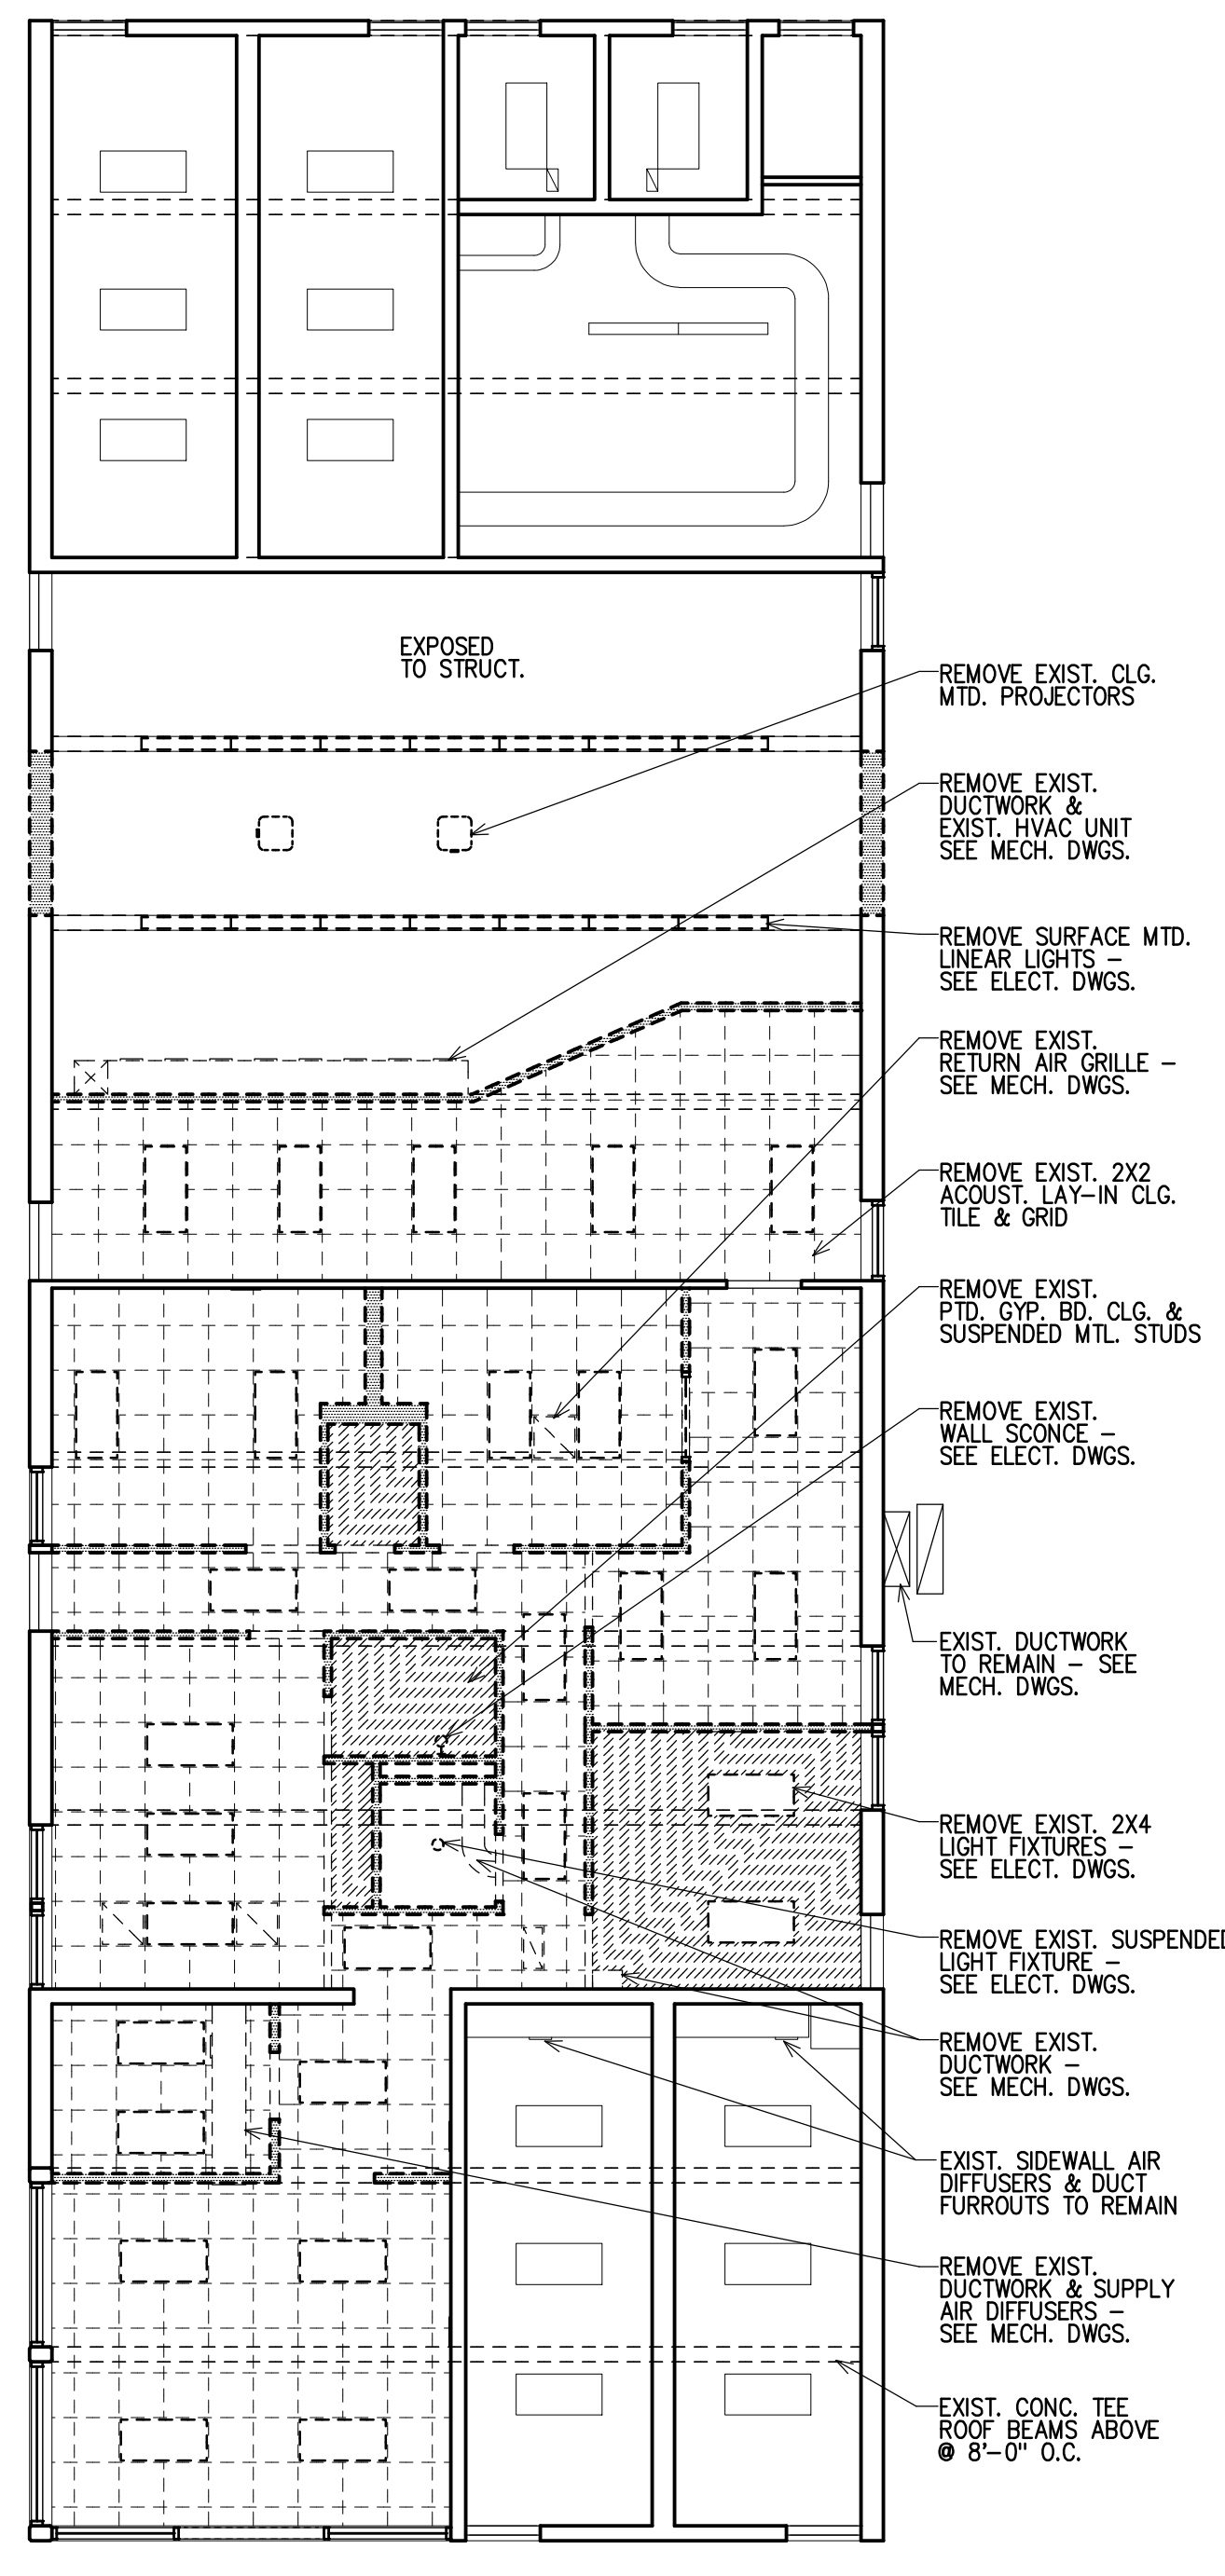 EXPOSED
TO STRUCT.
REMOVE EXIST. CLG.
MTD. PROJECTORS
REMOVE EXIST.
DUCTWORK &
EXIST. HVAC UNIT
SEE MECH. DWGS.
REMOVE SURFACE MTD.
LINEAR LIGHTS –
SEE ELECT. DWGS.
REMOVE EXIST.
RETURN AIR GRILLE –
SEE MECH. DWGS.
REMOVE EXIST. 2X2
ACOUST. LAY–IN CLG.
TILE & GRID
REMOVE EXIST.
PTD. GYP. BD. CLG. &
SUSPENDED MTL. STUDS
REMOVE EXIST.
WALL SCONCE –
SEE ELECT. DWGS.
EXIST. DUCTWORK
TO REMAIN – SEE
MECH. DWGS.
REMOVE EXIST. 2X4
LIGHT FIXTURES –
SEE ELECT. DWGS.
REMOVE EXIST. SUSPENDED
LIGHT FIXTURE –
SEE ELECT. DWGS.
REMOVE EXIST.
DUCTWORK –
SEE MECH. DWGS.
EXIST. SIDEWALL AIR
DIFFUSERS & DUCT
FURROUTS TO REMAIN
REMOVE EXIST.
DUCTWORK & SUPPLY
AIR DIFFUSERS –
SEE MECH. DWGS.
EXIST. CONC. TEE
ROOF BEAMS ABOVE
@ 8'–0" O.C.